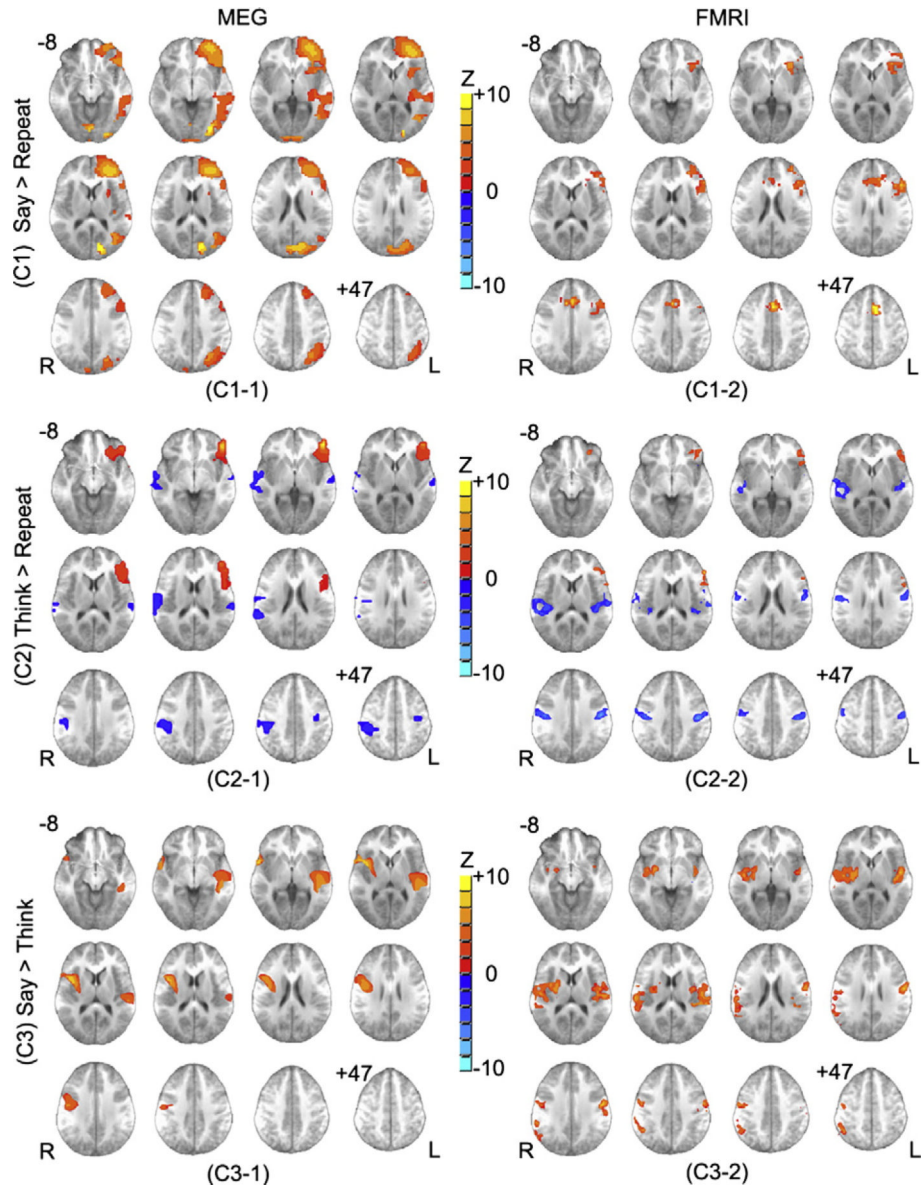 MEG
FMRI
-8
-8
(C1) Say > Repeat
Z
+10
0
-10
+47
+47
R
L
R
L
(C1-1)
(C1-2)
-8
-8
(C2) Think > Repeat
Z
+10
0
-10
+47
+47
R
L
R
L
(C2-1)
(C2-2)
-8
-8
(C3) Say > Think
Z
+10
0
-10
+47
+47
R
L
R
L
(C3-1)
(C3-2)